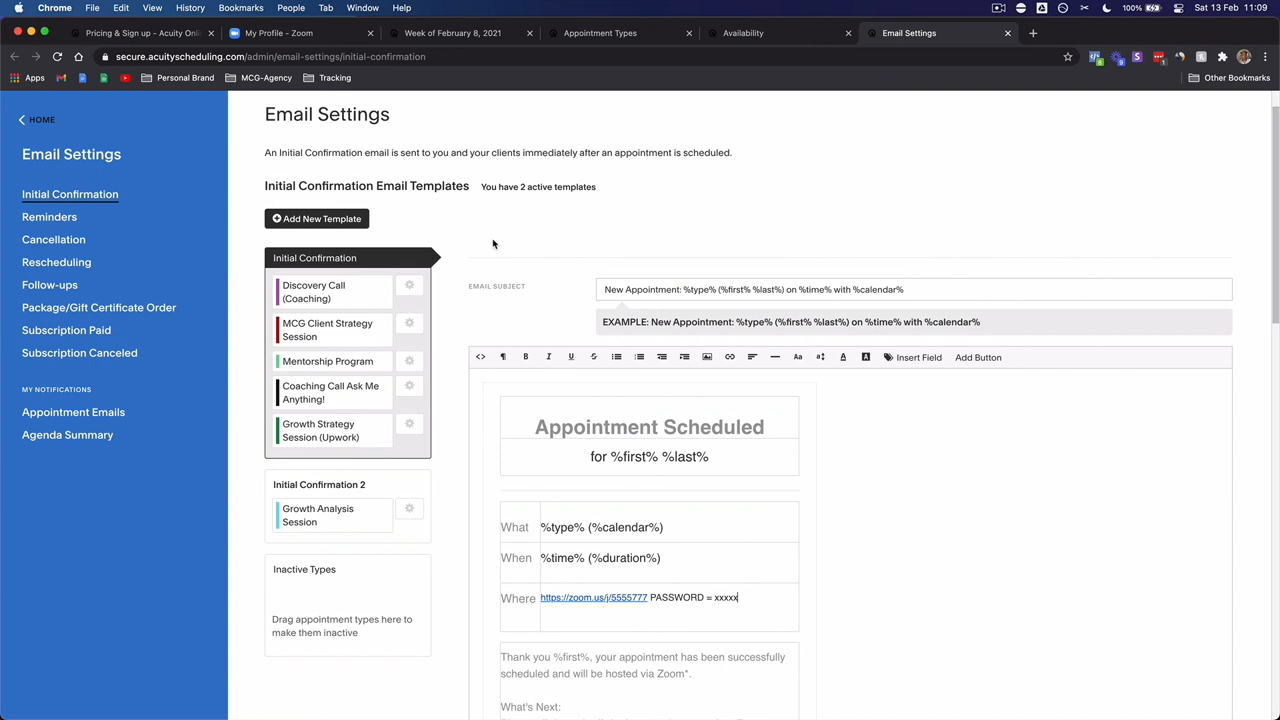 Chrome File Edit View History Bookmarks People Tab Window Help
100% Sat 13 Feb 11:09
Pricing & Sign up - Acuity Onlin
My Profile - Zoom
Week of February 8, 2021
Appointment Types
Availability
Email Settings
secure.acuityscheduling.com/admin/email-settings/initial-confirmation
Apps
Personal Brand
MCG-Agency
Tracking
Other Bookmarks
HOME
Email Settings
Initial Confirmation
Reminders
Cancellation
Rescheduling
Follow-ups
Package/Gift Certificate Order
Subscription Paid
Subscription Canceled
MY NOTIFICATIONS
Appointment Emails
Agenda Summary
Email Settings
An Initial Confirmation email is sent to you and your clients immediately after an appointment is scheduled.
Initial Confirmation Email Templates You have 2 active templates
Add New Template
Initial Confirmation
Discovery Call
(Coaching)
MCG Client Strategy
Session
Mentorship Program
Coaching Call Ask Me
Anything!
Growth Strategy
Session (Upwork)
Initial Confirmation 2
Growth Analysis
Session
Inactive Types
Drag appointment types here to
make them inactive
EMAIL SUBJECT
New Appointment: %type% (%first% %last%) on %time% with %calendar%
EXAMPLE: New Appointment: %type% (%first% %last%) on %time% with %calendar%
<> ¶ B I U S Aa A A Insert Field Add Button
Appointment Scheduled
for %first% %last%
What %type% (%calendar%)
When %time% (%duration%)
Where https://zoom.us/j/5555777 PASSWORD = xxxxx
Thank you %first%, your appointment has been successfully
scheduled and will be hosted via Zoom*.
What's Next: